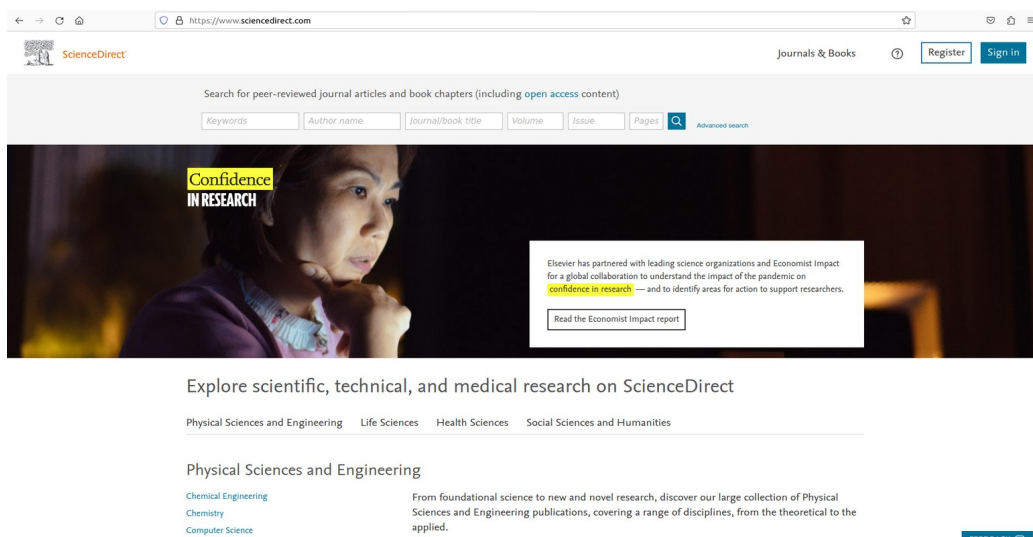 https://www.sciencedirect.com
ScienceDirect
Journals & Books
Register
Sign in
Search for peer-reviewed journal articles and book chapters (including open access content)
Keywords
Author name
Journal/book title
Volume
Issue
Pages
Advanced search
Confidence
IN RESEARCH
Elsevier has partnered with leading science organizations and Economist Impact
for a global collaboration to understand the impact of the pandemic on
confidence in research — and to identify areas for action to support researchers.
Read the Economist Impact report
Explore scientific, technical, and medical research on ScienceDirect
Physical Sciences and Engineering
Life Sciences
Health Sciences
Social Sciences and Humanities
Physical Sciences and Engineering
Chemical Engineering
Chemistry
Computer Science
From foundational science to new and novel research, discover our large collection of Physical
Sciences and Engineering publications, covering a range of disciplines, from the theoretical to the
applied.